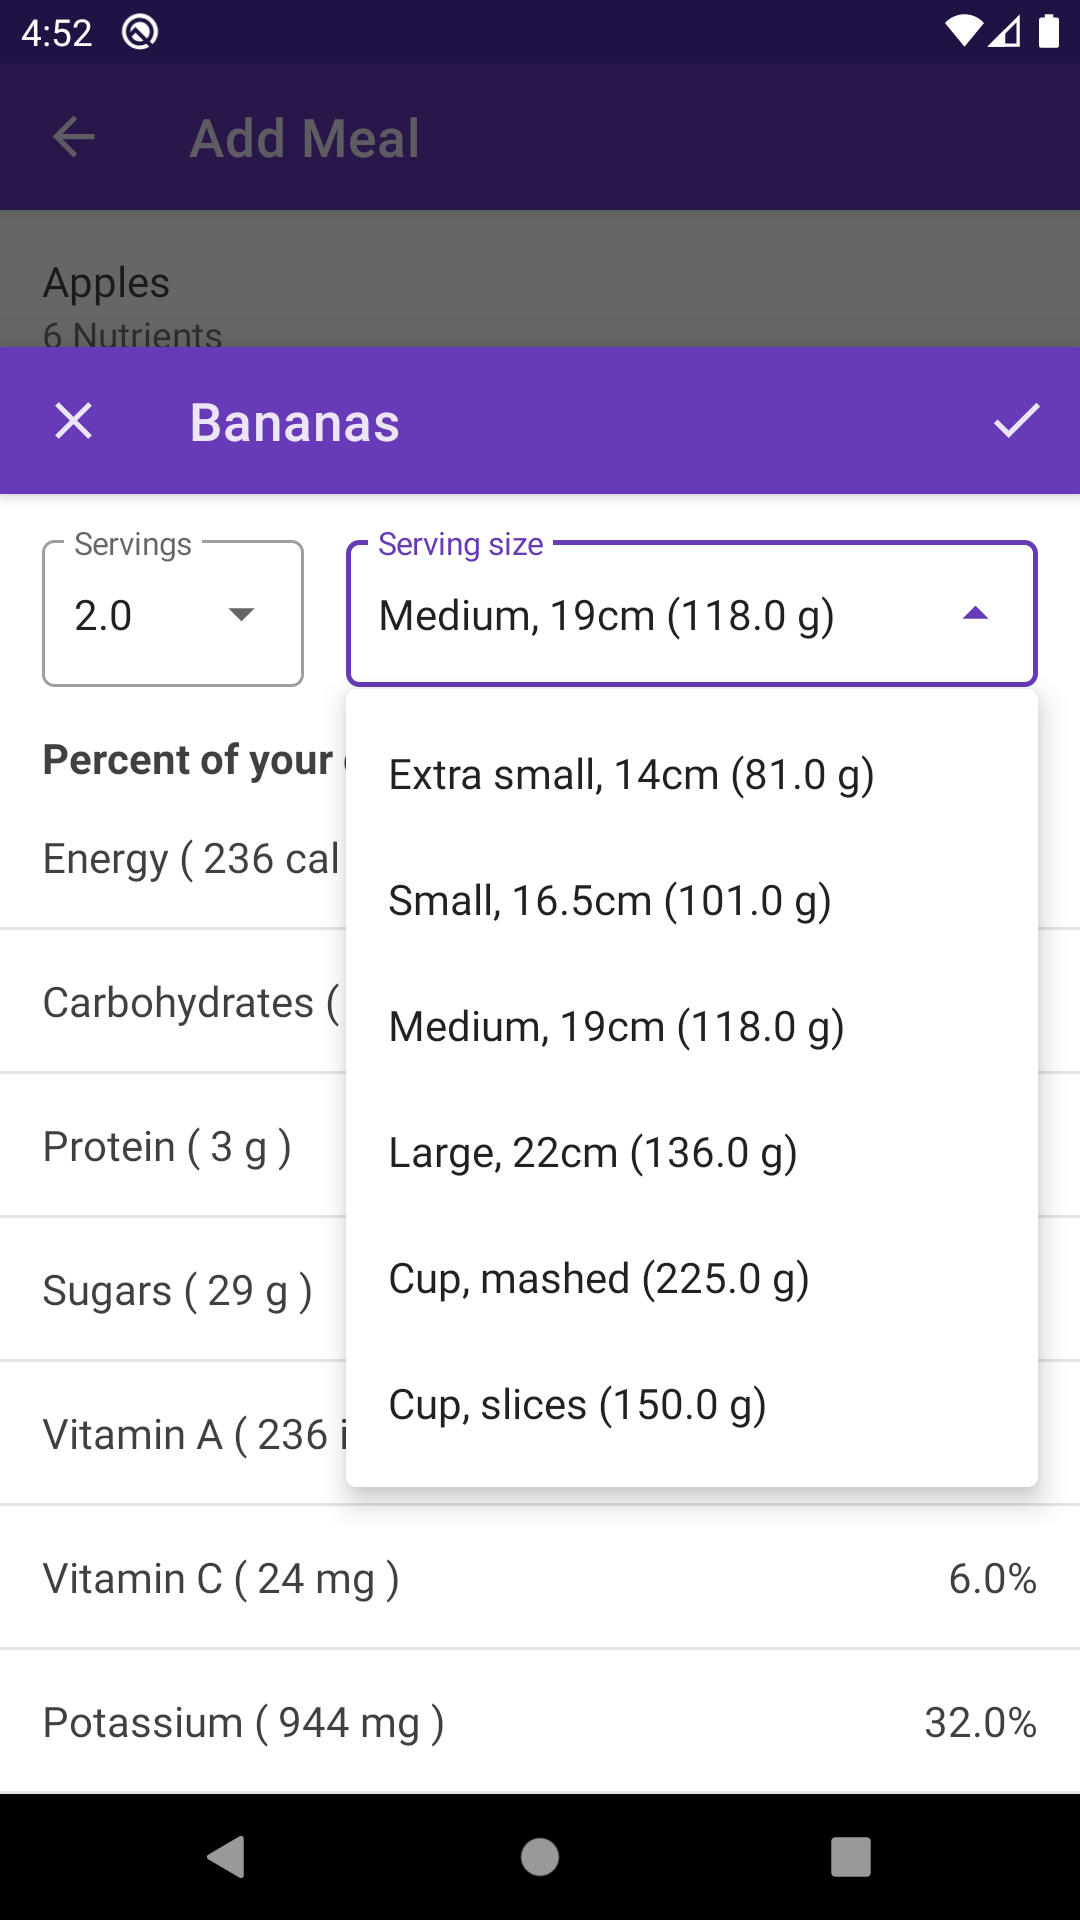 4:52
Add Meal
Apples
6 Nutrients
Bananas
Servings
Serving size
2.0
Medium, 19cm (118.0 g)
Percent of your
Extra small, 14cm (81.0 g)
Energy ( 236 cal
Small, 16.5cm (101.0 g)
Carbohydrates (
Medium, 19cm (118.0 g)
Protein ( 3 g )
Large, 22cm (136.0 g)
Sugars ( 29 g )
Cup, mashed (225.0 g)
Vitamin A ( 236
Cup, slices (150.0 g)
Vitamin C ( 24 mg )
6.0%
Potassium ( 944 mg )
32.0%